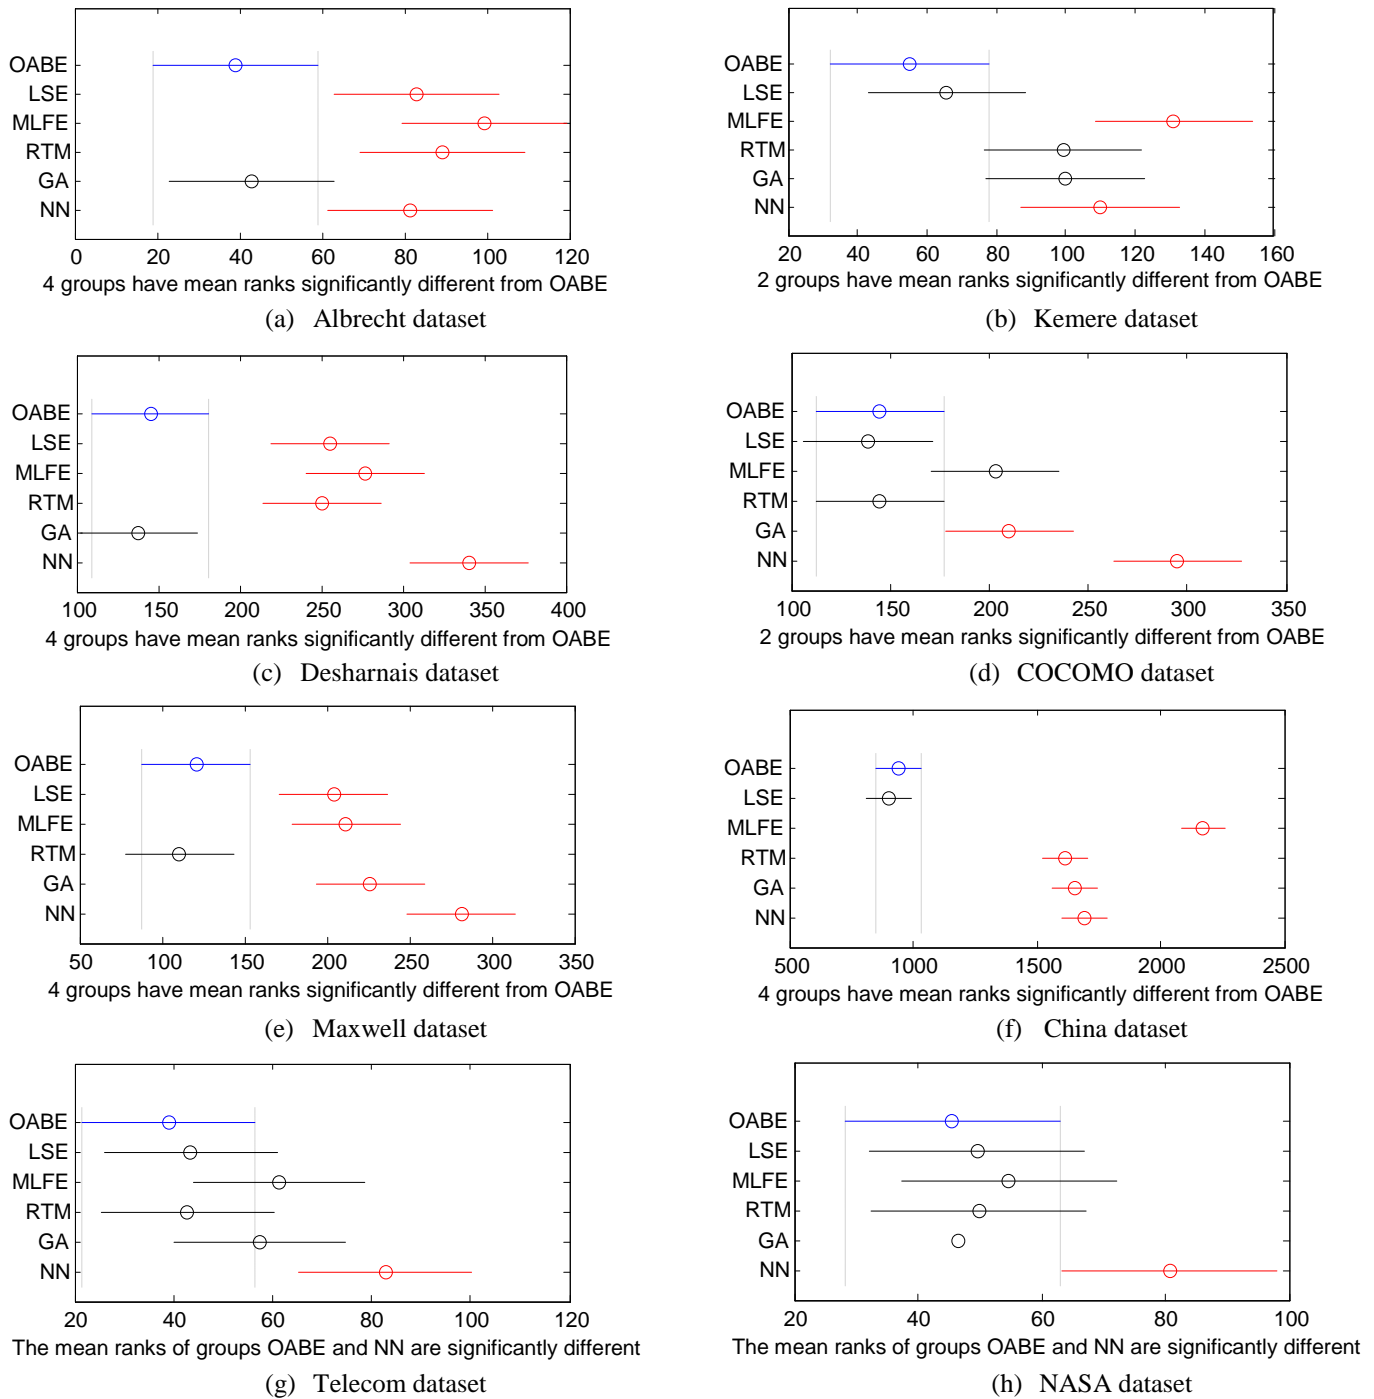 OABE
LSE
MLFE
RTM
GA
NN
0 20 40 60 80 100 120
4 groups have mean ranks significantly different from OABE
(a) Albrecht dataset
OABE
LSE
MLFE
RTM
GA
NN
20 40 60 80 100 120 140 160
2 groups have mean ranks significantly different from OABE
(b) Kemere dataset
OABE
LSE
MLFE
RTM
GA
NN
100 150 200 250 300 350 400
4 groups have mean ranks significantly different from OABE
(c) Desharnais dataset
OABE
LSE
MLFE
RTM
GA
NN
100 150 200 250 300 350
2 groups have mean ranks significantly different from OABE
(d) COCOMO dataset
OABE
LSE
MLFE
RTM
GA
NN
50 100 150 200 250 300 350
4 groups have mean ranks significantly different from OABE
(e) Maxwell dataset
OABE
LSE
MLFE
RTM
GA
NN
500 1000 1500 2000 2500
4 groups have mean ranks significantly different from OABE
(f) China dataset
OABE
LSE
MLFE
RTM
GA
NN
20 40 60 80 100 120
The mean ranks of groups OABE and NN are significantly different
(g) Telecom dataset
OABE
LSE
MLFE
RTM
GA
NN
20 40 60 80 100
The mean ranks of groups OABE and NN are significantly different
(h) NASA dataset